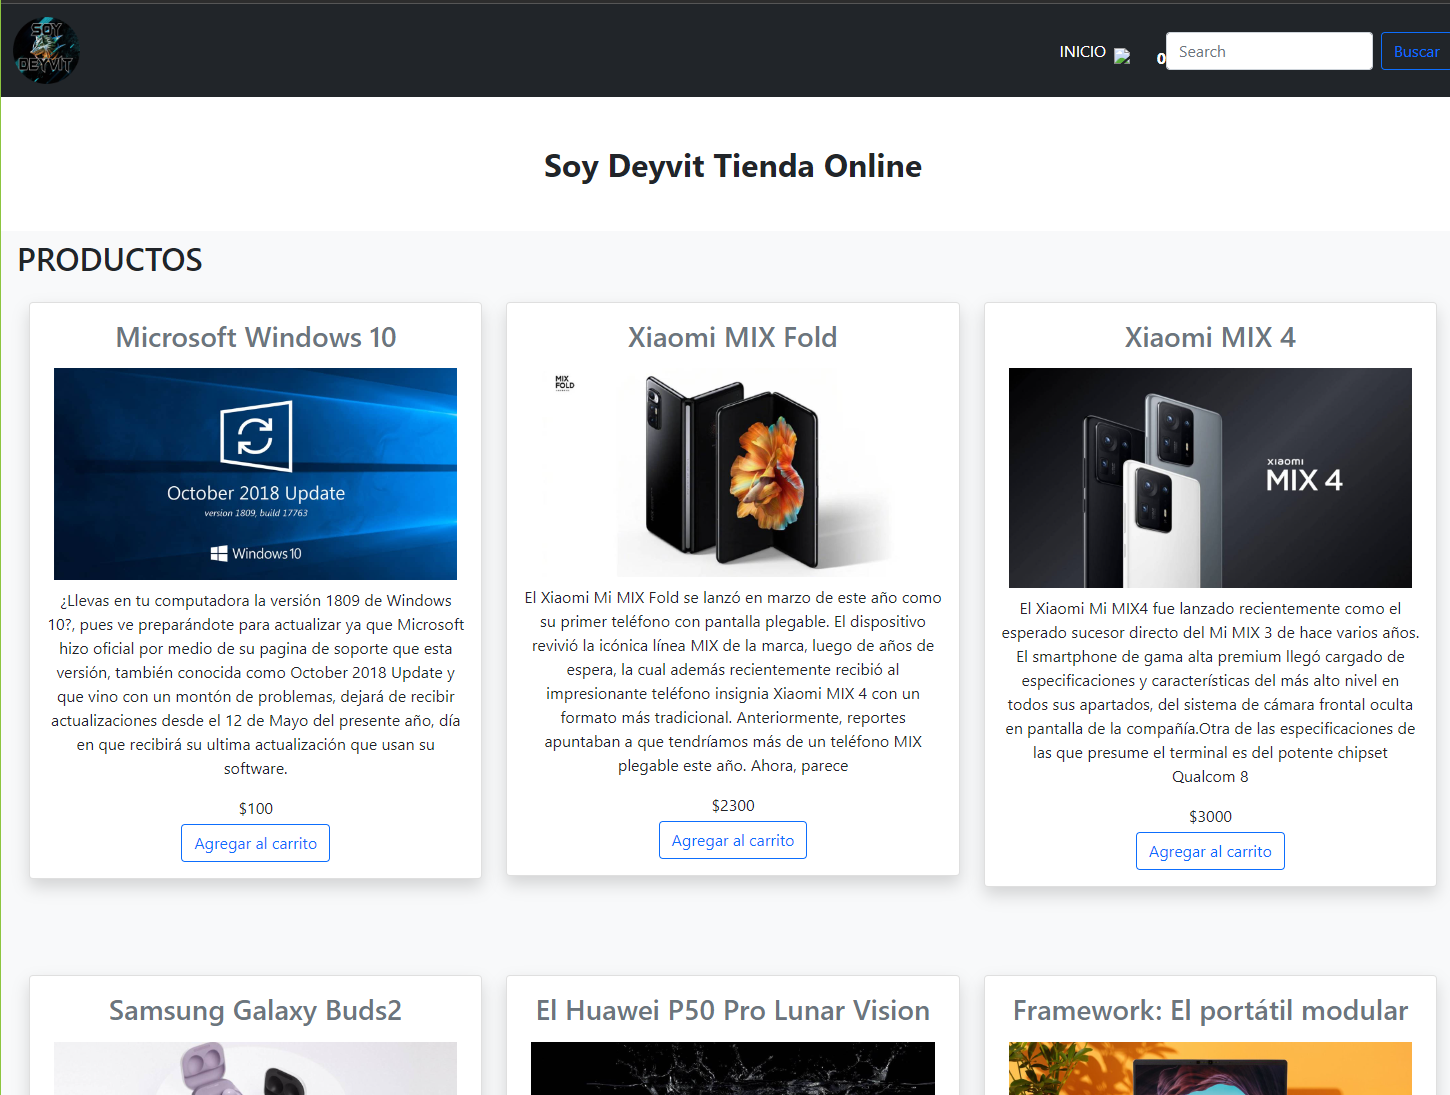 SOY
DEYVIT
INICIO
0
Search
Buscar
Soy Deyvit Tienda Online
PRODUCTOS
Microsoft Windows 10
October 2018 Update
version 1809, build 17763
Windows10
¿Llevas en tu computadora la versión 1809 de Windows
10?, pues ve preparándote para actualizar ya que Microsoft
hizo oficial por medio de su pagina de soporte que esta
versión, también conocida como October 2018 Update y
que vino con un montón de problemas, dejará de recibir
actualizaciones desde el 12 de Mayo del presente año, día
en que recibirá su ultima actualización que usan su
software.
$100
Agregar al carrito
Xiaomi MIX Fold
MIX
FOLD
El Xiaomi Mi MIX Fold se lanzó en marzo de este año como
su primer teléfono con pantalla plegable. El dispositivo
revivió la icónica línea MIX de la marca, luego de años de
espera, la cual además recientemente recibió al
impresionante teléfono insignia Xiaomi MIX 4 con un
formato más tradicional. Anteriormente, reportes
apuntaban a que tendríamos más de un teléfono MIX
plegable este año. Ahora, parece
$2300
Agregar al carrito
Xiaomi MIX 4
xiaomi
MIX 4
El Xiaomi Mi MIX4 fue lanzado recientemente como el
esperado sucesor directo del Mi MIX 3 de hace varios años.
El smartphone de gama alta premium llegó cargado de
especificaciones y características del más alto nivel en
todos sus apartados, del sistema de cámara frontal oculta
en pantalla de la compañía.Otra de las especificaciones de
las que presume el terminal es del potente chipset
Qualcom 8
$3000
Agregar al carrito
Samsung Galaxy Buds2
El Huawei P50 Pro Lunar Vision
Framework: El portátil modular